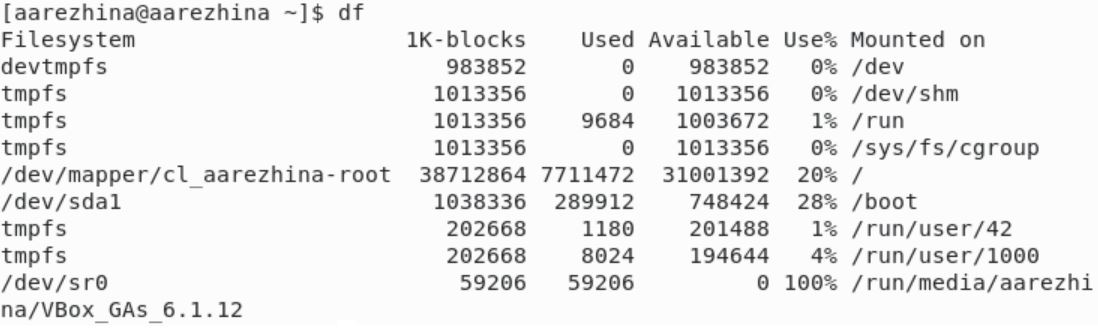 [aarezhina@aarezhina ~]$ df
Filesystem                    1K-blocks    Used Available Use% Mounted on
devtmpfs                         983852       0    983852   0% /dev
tmpfs                           1013356       0   1013356   0% /dev/shm
tmpfs                           1013356    9684   1003672   1% /run
tmpfs                           1013356       0   1013356   0% /sys/fs/cgroup
/dev/mapper/cl_aarezhina-root  38712864 7711472  31001392  20% /
/dev/sda1                       1038336  289912    748424  28% /boot
tmpfs                            202668    1180    201488   1% /run/user/42
tmpfs                            202668    8024    194644   4% /run/user/1000
/dev/sr0                          59206   59206         0 100% /run/media/aarezhi
na/VBox_GAs_6.1.12